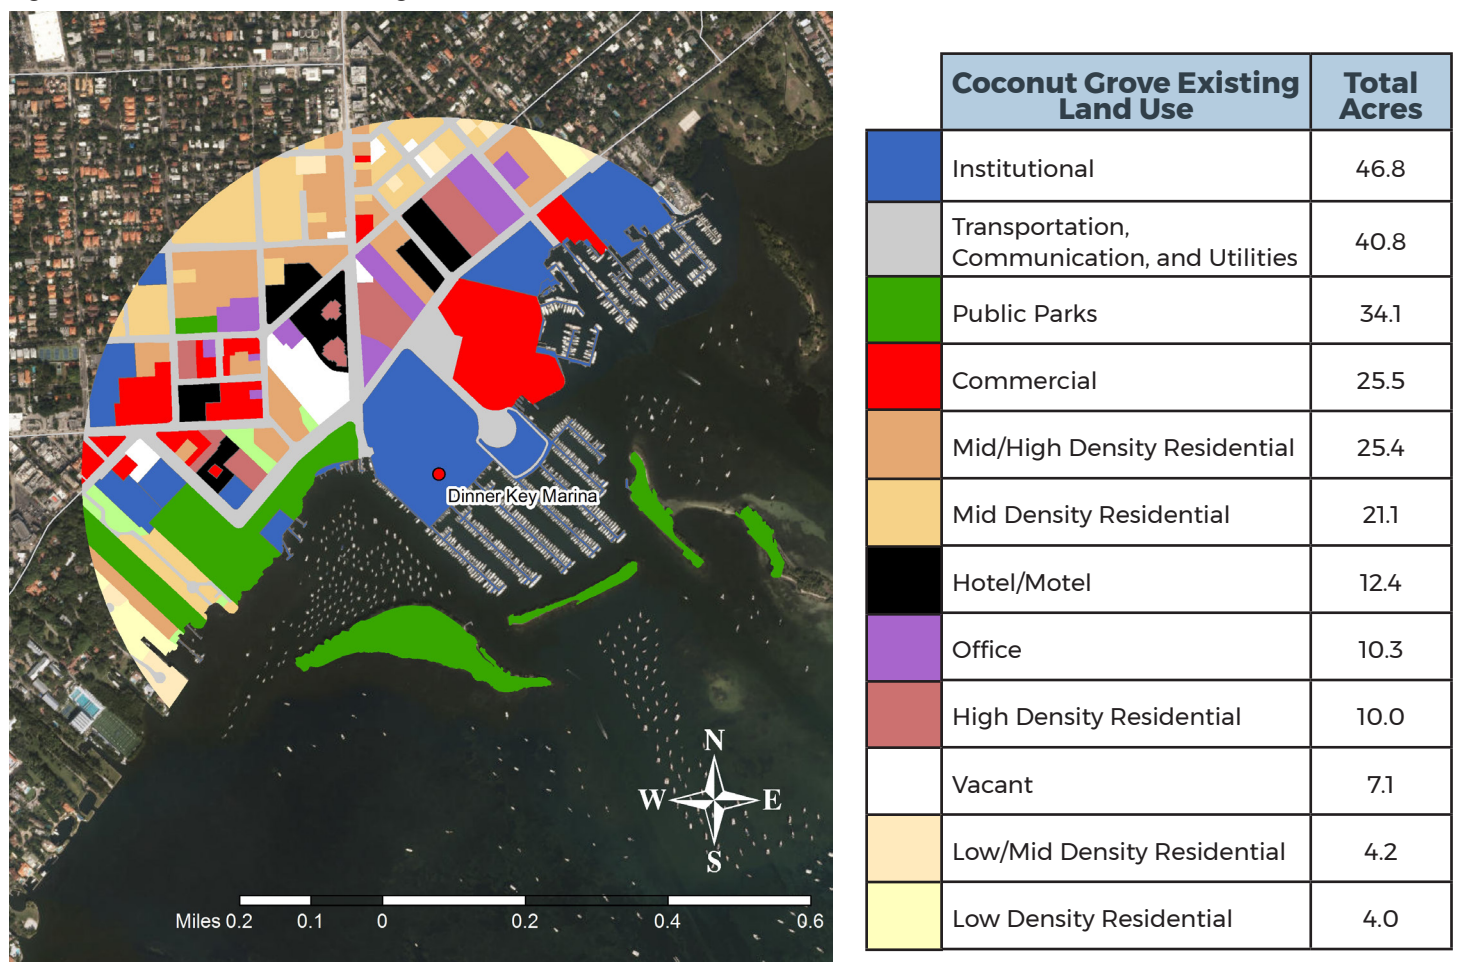 Dinner Key Marina
N
W E
S
Miles 0.2 0.1 0 0.2 0.4 0.6
Coconut Grove Existing
Land Use
Total
Acres
Institutional 46.8
Transportation,
Communication, and Utilities 40.8
Public Parks 34.1
Commercial 25.5
Mid/High Density Residential 25.4
Mid Density Residential 21.1
Hotel/Motel 12.4
Office 10.3
High Density Residential 10.0
Vacant 7.1
Low/Mid Density Residential 4.2
Low Density Residential 4.0